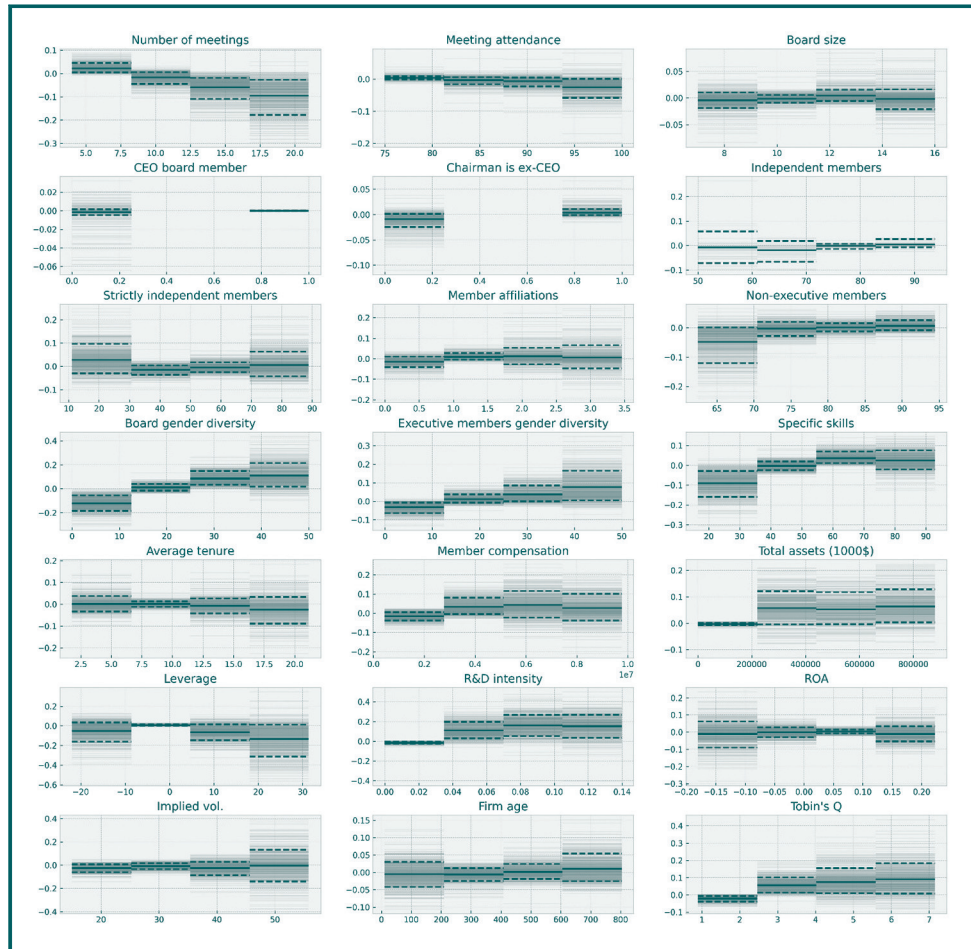 Number of meetings
0.1
0.0
−0.1
−0.2
−0.3
5.0 7.5 10.0 12.5 15.0 17.5 20.0
Meeting attendance
0.0
−0.1
−0.2
75 80 85 90 95 100
Board size
0.05
0.00
−0.05
8 10 12 14 16
CEO board member
0.02
0.00
−0.02
−0.04
−0.06
0.0 0.2 0.4 0.6 0.8 1.0
Chairman is ex-CEO
0.05
0.00
−0.05
−0.10
0.0 0.2 0.4 0.6 0.8 1.0
Independent members
0.2
0.1
0.0
−0.1
50 60 70 80 90
Strictly independent members
0.2
0.1
0.0
−0.1
10 20 30 40 50 60 70 80 90
Member affiliations
0.2
0.1
0.0
−0.1
−0.2
0.0 0.5 1.0 1.5 2.0 2.5 3.0 3.5
Non-executive members
0.0
−0.1
−0.2
65 70 75 80 85 90 95
Board gender diversity
0.4
0.2
0.0
−0.2
0 10 20 30 40 50
Executive members gender diversity
0.3
0.2
0.1
0.0
−0.1
0 10 20 30 40 50
Specific skills
0.1
0.0
−0.1
−0.2
−0.3
20 30 40 50 60 70 80 90
Average tenure
0.2
0.1
0.0
−0.1
−0.2
2.5 5.0 7.5 10.0 12.5 15.0 17.5 20.0
Member compensation
0.2
0.1
0.0
−0.1
0.0 0.2 0.4 0.6 0.8 1.0
1e7
Total assets (1000$)
0.2
0.1
0.0
−0.1
0 200000 400000 600000 800000
Leverage
0.2
0.0
−0.2
−0.4
−0.6
−20 −10 0 10 20 30
R&D intensity
0.4
0.2
0.0
−0.2
−0.4
0.00 0.02 0.04 0.06 0.08 0.10 0.12 0.14
ROA
0.2
0.1
0.0
−0.1
−0.2
−0.3
−0.20 −0.15 −0.10 −0.05 0.00 0.05 0.10 0.15 0.20
Implied vol.
0.4
0.2
0.0
−0.2
−0.4
20 30 40 50
Firm age
0.15
0.10
0.05
0.00
−0.05
−0.10
0 100 200 300 400 500 600 700 800
Tobin's Q
0.4
0.3
0.2
0.1
0.0
−0.1
1 2 3 4 5 6 7